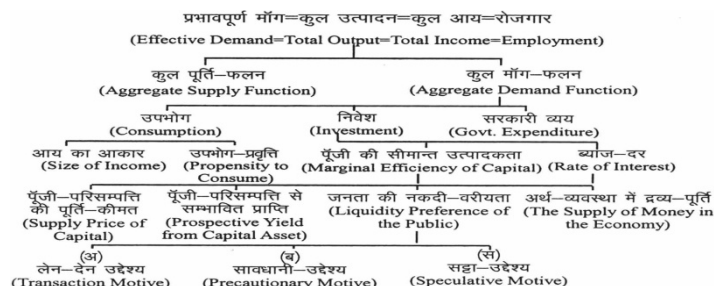 प्रभावपूर्ण माँग=कुल उत्पादन=कुल आय=रोजगार
(Effective Demand=Total Output=Total Income=Employment)
कुल पूर्ति–फलन कुल माँग–फलन
(Aggregate Supply Function) (Aggregate Demand Function)
उपभोग निवेश सरकारी व्यय
(Consumption) (Investment) (Govt. Expenditure)
आय का आकार उपभोग–प्रवृत्ति पूँजी की सीमान्त उत्पादकता ब्याज–दर
(Size of Income) (Propensity to (Marginal Efficiency of Capital) (Rate of Interest)
Consume)
पूँजी–परिसम्पत्ति पूँजी–परिसम्पत्ति से जनता की नकदी–वरीयता अर्थ–व्यवस्था में द्रव्य–पूर्ति
की पूर्ति–कीमत सम्भावित प्राप्ति (Liquidity Preference of (The Supply of Money in
(Supply Price of (Prospective Yield the Public) the Economy)
Capital) from Capital Asset)
(अ) (ब) (स)
लेन–देन उद्देश्य सावधानी–उद्देश्य सट्टा–उद्देश्य
(Transaction Motive) (Precautionary Motive) (Speculative Motive)